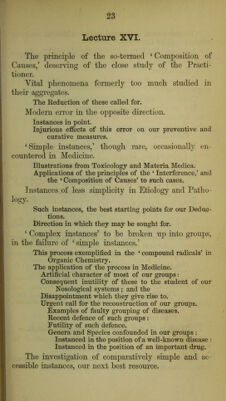 23
Lecture XVI.
The principle of the so-termed ‘Composition of
Causes,’ deserving of the close study of the Practi-
tioner.
Vital phenomena formerly too much studied in
their aggregates.
The Reduction of these called for.
Modern error in the opposite direction.
Instances in point.
Injurious effects of this error on our preventive and
curative measures.
‘Simple instances,’ though rare, occasionally en-
countered in Medicine.
Illustrations from Toxicology and Materia Medica.
Applications of the principles of the ‘Interference,’ and
the ‘Composition of Causes’ to such cases.
Instances of less simplicity in Etiology and Patho-
logy.
Such instances, the best starting points for our Deduc-
tions.
Direction in which they may be sought for.
‘Complex instances’ to be broken up into groups,
in the failure of ‘simple instances.’
This process exemplified in the ‘compound radicals’ in
Organic Chemistry.
The application of the process in Medicine.
Artificial character of most of our groups:
Consequent inutility of these to the student of our
Nosological systems; and the
Disappointment which they give rise to.
Urgent call for the reconstruction of our groups.
Examples of faulty grouping of diseases.
Recent defence of such groups:
Futility of such defence.
Genera and Species confounded in our groups:
Instanced in the position of a well-known disease:
Instanced in the position of an important drug.
The investigation of comparatively simple and ac-
cessible instances, our next best resource.